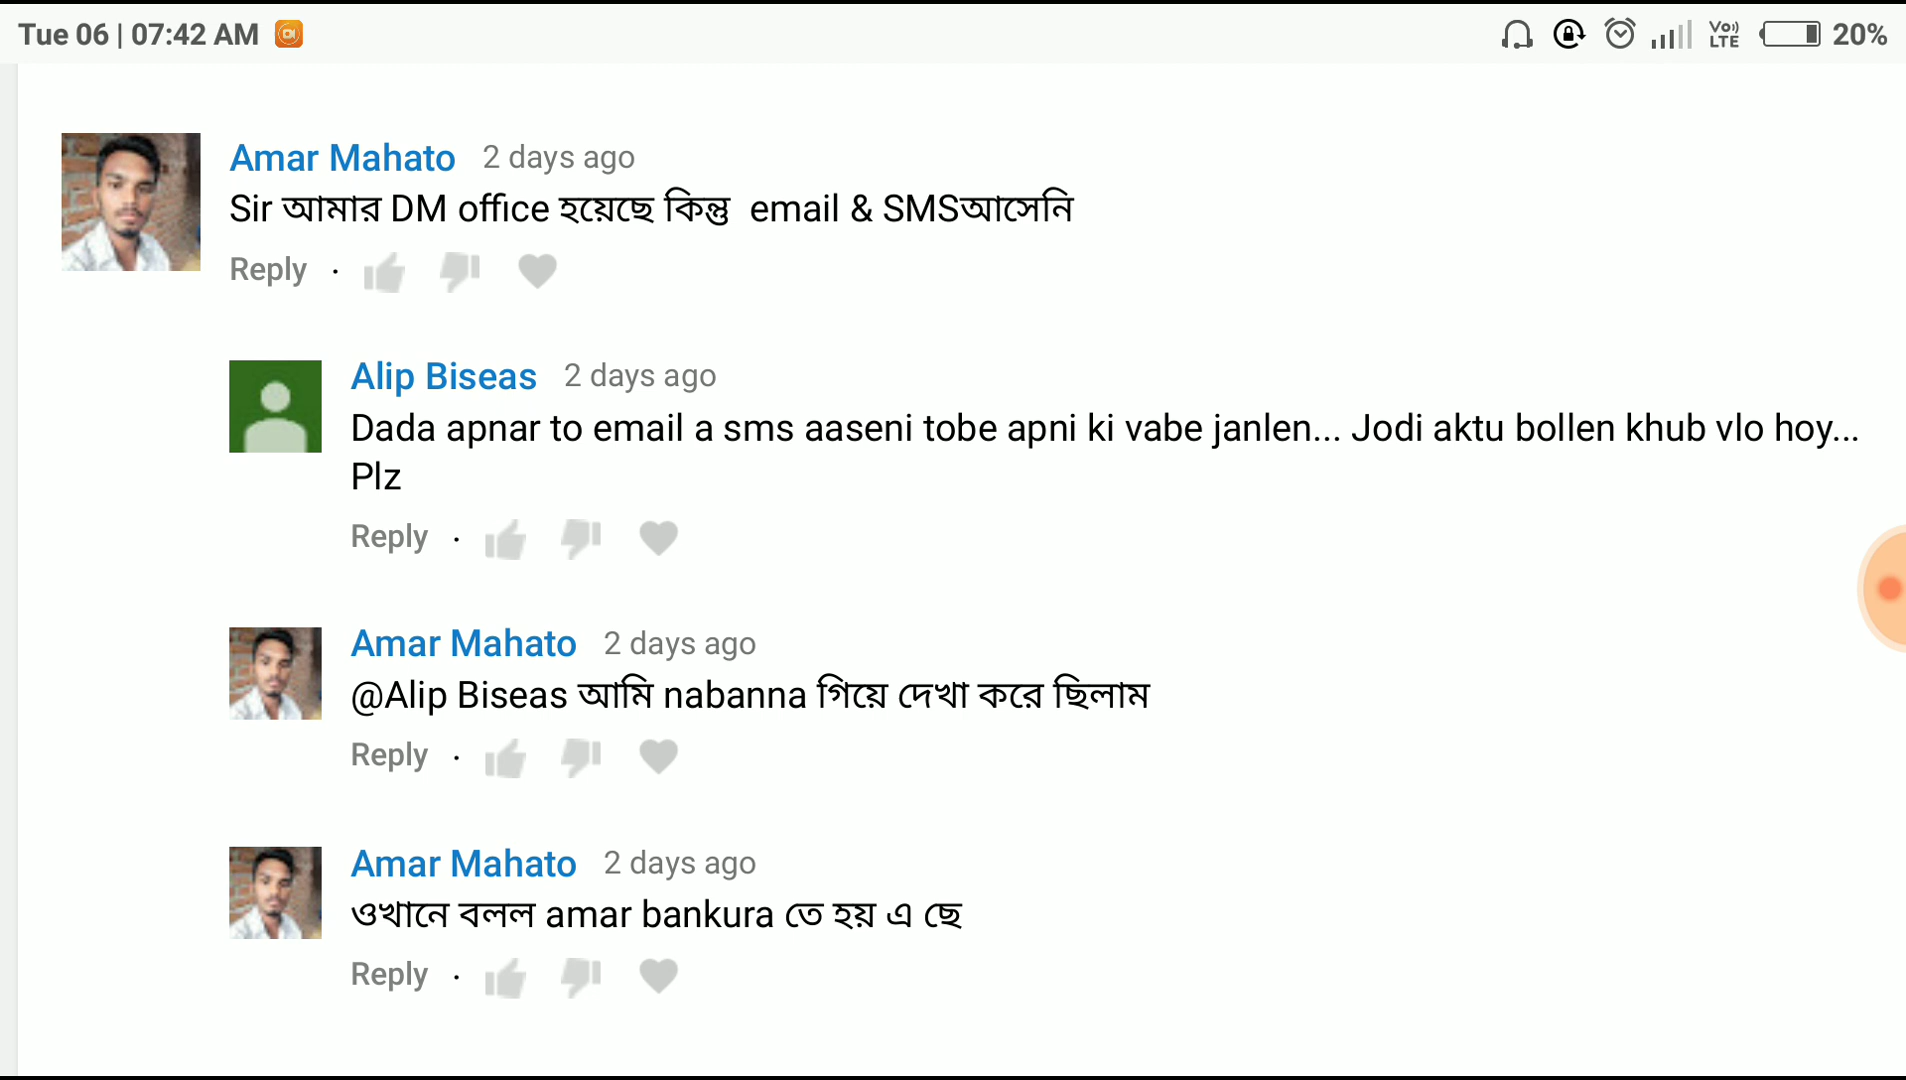 Tue 06 | 07:42 AM
Vo)) LTE 20%
Amar Mahato 2 days ago
Sir আমার DM office হয়েছে কিন্তু email & SMSআসেনি
Reply ·
Alip Biseas 2 days ago
Dada apnar to email a sms aaseni tobe apni ki vabe janlen... Jodi aktu bollen khub vlo hoy...
Plz
Reply ·
Amar Mahato 2 days ago
@Alip Biseas আমি nabanna গিয়ে দেখা করে ছিলাম
Reply ·
Amar Mahato 2 days ago
ওখানে বলল amar bankura তে হয় এ ছে
Reply ·